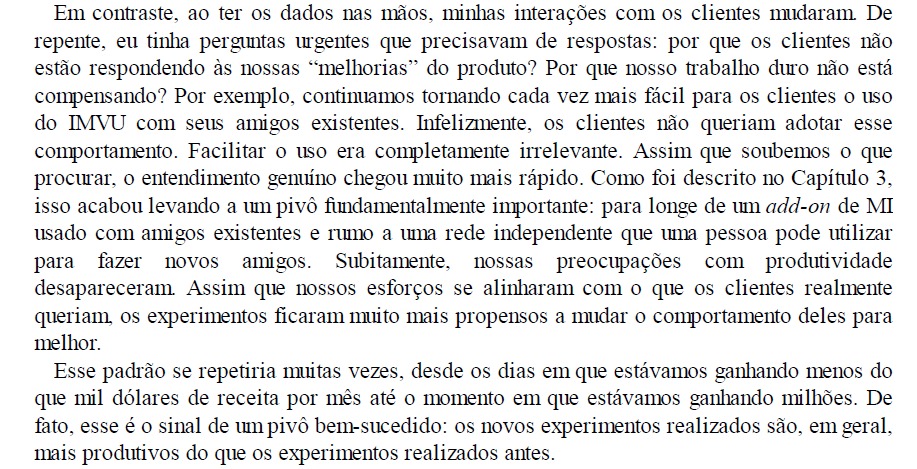 Em contraste, ao ter os dados nas mãos, minhas interações com os clientes mudaram. De
repente, eu tinha perguntas urgentes que precisavam de respostas: por que os clientes não
estão respondendo às nossas “melhorias” do produto? Por que nosso trabalho duro não está
compensando? Por exemplo, continuamos tornando cada vez mais fácil para os clientes o uso
do IMVU com seus amigos existentes. Infelizmente, os clientes não queriam adotar esse
comportamento. Facilitar o uso era completamente irrelevante. Assim que soubemos o que
procurar, o entendimento genuíno chegou muito mais rápido. Como foi descrito no Capítulo 3,
isso acabou levando a um pivô fundamentalmente importante: para longe de um add-on de MI
usado com amigos existentes e rumo a uma rede independente que uma pessoa pode utilizar
para fazer novos amigos. Subitamente, nossas preocupações com produtividade
desapareceram. Assim que nossos esforços se alinharam com o que os clientes realmente
queriam, os experimentos ficaram muito mais propensos a mudar o comportamento deles para
melhor.
Esse padrão se repetiria muitas vezes, desde os dias em que estávamos ganhando menos do
que mil dólares de receita por mês até o momento em que estávamos ganhando milhões. De
fato, esse é o sinal de um pivô bem-sucedido: os novos experimentos realizados são, em geral,
mais produtivos do que os experimentos realizados antes.